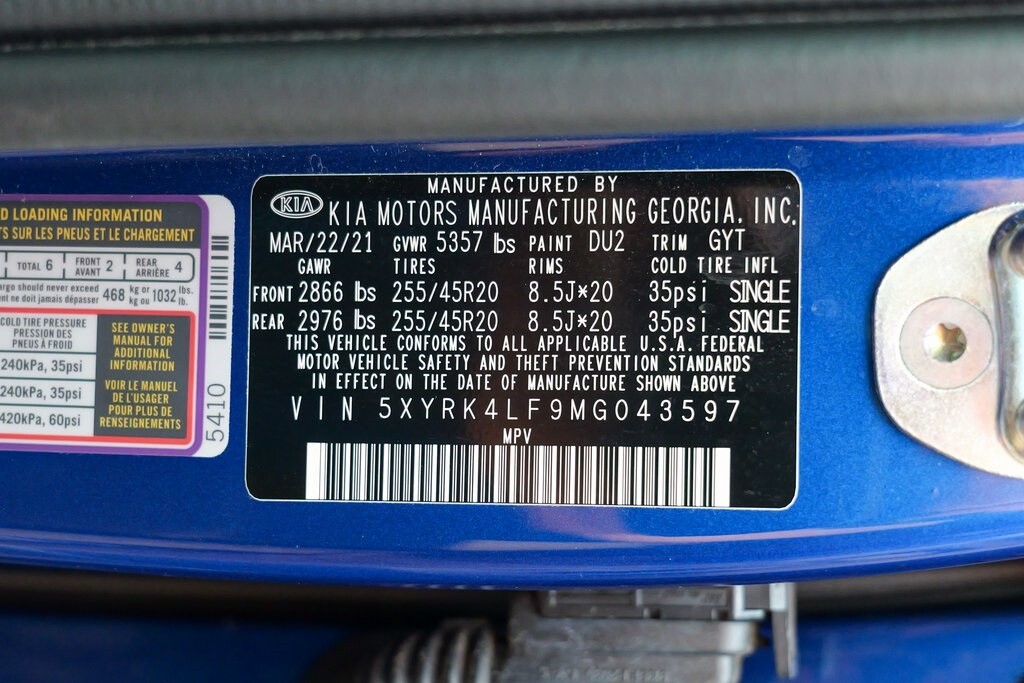 D LOADING INFORMATION
TS SUR LES PNEUS ET LE CHARGEMENT
TOTAL 6 FRONT AVANT 2 REAR ARRIÈRE 4
argo should never exceed 468 kg or 1032 lbs.
ent ne doit jamais dépasser kg ou lb.
COLD TIRE PRESSURE
PRESSION DES
PNEUS À FROID
240kPa, 35psi
240kPa, 35psi
420kPa, 60psi
SEE OWNER'S
MANUAL FOR
ADDITIONAL
INFORMATION
VOIR LE MANUEL
DE L'USAGER
POUR PLUS DE
RENSEIGNEMENTS
5410
MANUFACTURED BY
KIA KIA MOTORS MANUFACTURING GEORGIA, INC.
MAR/22/21 GVWR 5357 lbs PAINT DU2 TRIM GYT
GAWR TIRES RIMS COLD TIRE INFL
FRONT 2866 lbs 255/45R20 8.5J*20 35psi SINGLE
REAR 2976 lbs 255/45R20 8.5J*20 35psi SINGLE
THIS VEHICLE CONFORMS TO ALL APPLICABLE U.S.A. FEDERAL
MOTOR VEHICLE SAFETY AND THEFT PREVENTION STANDARDS
IN EFFECT ON THE DATE OF MANUFACTURE SHOWN ABOVE
VIN 5XYRK4LF9MG043597
MPV